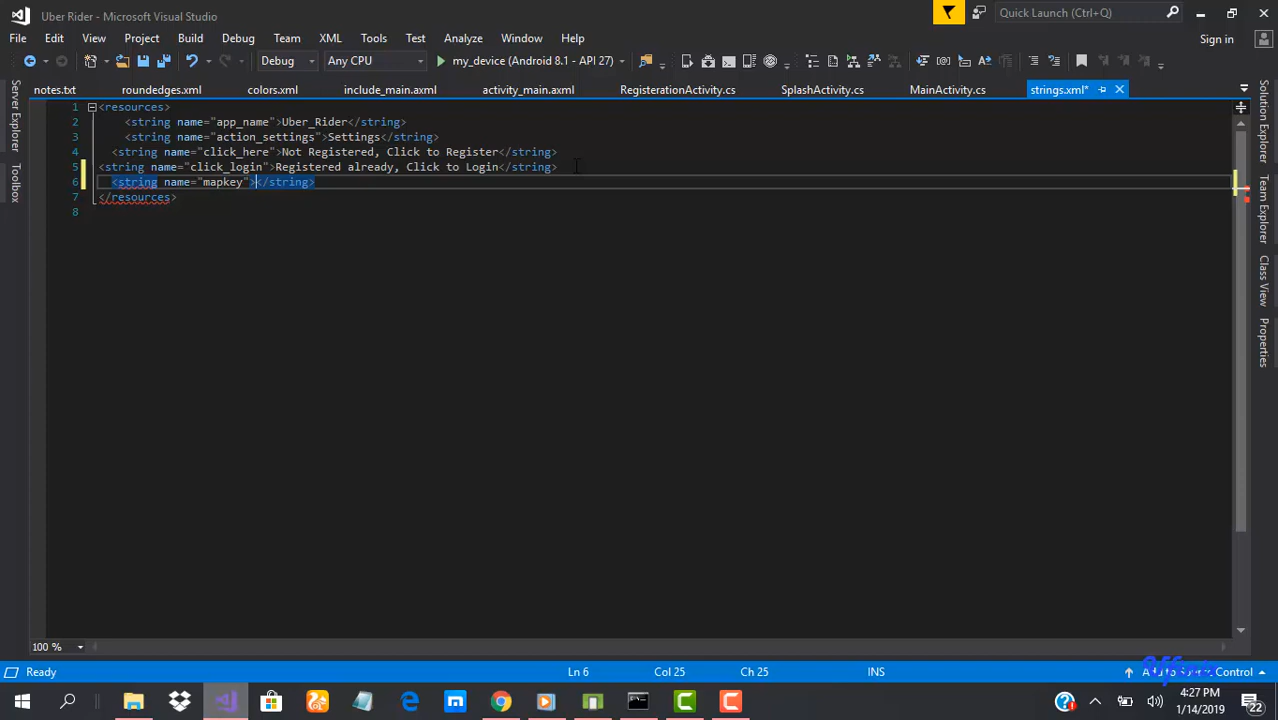 Uber Rider - Microsoft Visual Studio
Quick Launch (Ctrl+Q)
File Edit View Project Build Debug Team XML Tools Test Analyze Window Help
Sign in
Debug Any CPU my_device (Android 8.1 - API 27)
notes.txt roundedges.xml colors.xml include_main.axml activity_main.axml RegisterationActivity.cs SplashActivity.cs MainActivity.cs strings.xml*
Server Explorer
Toolbox
Solution Explorer
Team Explorer
Class View
Properties
1 <resources>
2 <string name="app_name">Uber_Rider</string>
3 <string name="action_settings">Settings</string>
4 <string name="click_here">Not Registered, Click to Register</string>
5 <string name="click_login">Registered already, Click to Login</string>
6 <string name="mapkey"></string>
7 </resources>
8
100 %
Ready Ln 6 Col 25 Ch 25 INS Control
4:27 PM
1/14/2019
22